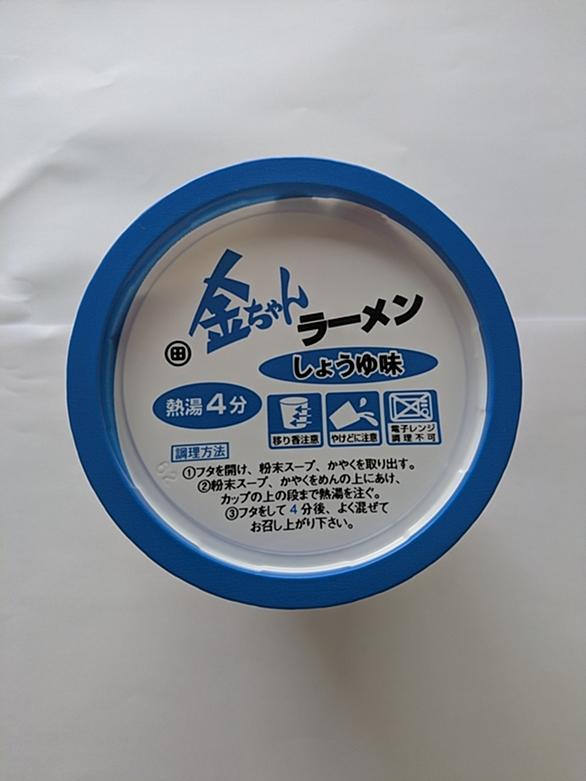 金ちゃん
ラーメン
田
しょうゆ味
熱湯4分
移り香注意
やけどに注意
電子レンジ
調理不可
調理方法
①フタを開け、粉末スープ、かやくを取り出す。
②粉末スープ、かやくをめんの上にあけ、
カップの上の段まで熱湯を注ぐ。
③フタをして4分後、よく混ぜて
お召し上がり下さい。